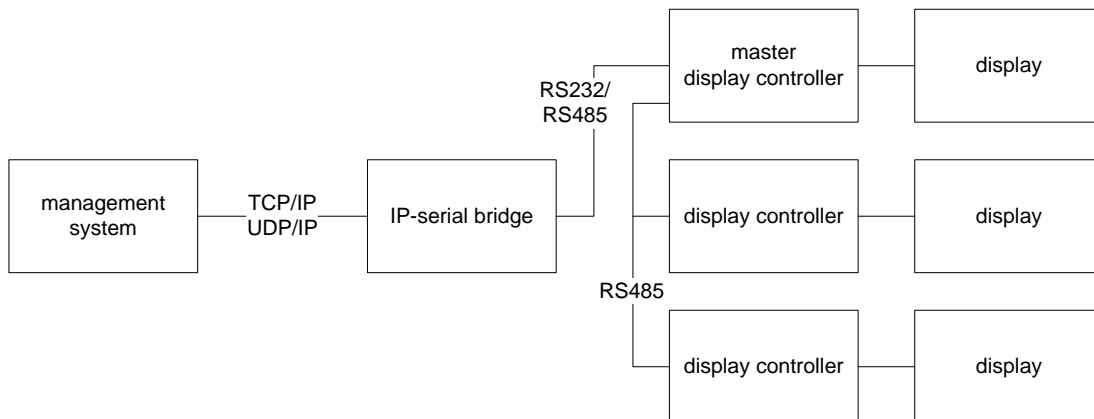 management
system
TCP/IP
UDP/IP
IP-serial bridge
RS232/
RS485
master
display controller
display
display controller
display
RS485
display controller
display